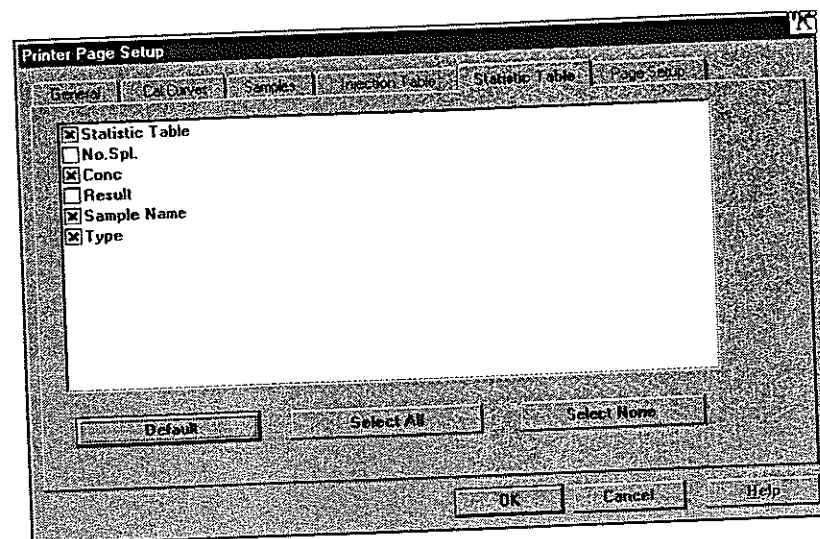 Printer Page Setup
General Cal Curves Samples Injection Table Statistic Table Page Setup
Statistic Table
No.Spl.
Conc
Result
Sample Name
Type
Default Select All Select None
OK Cancel Help